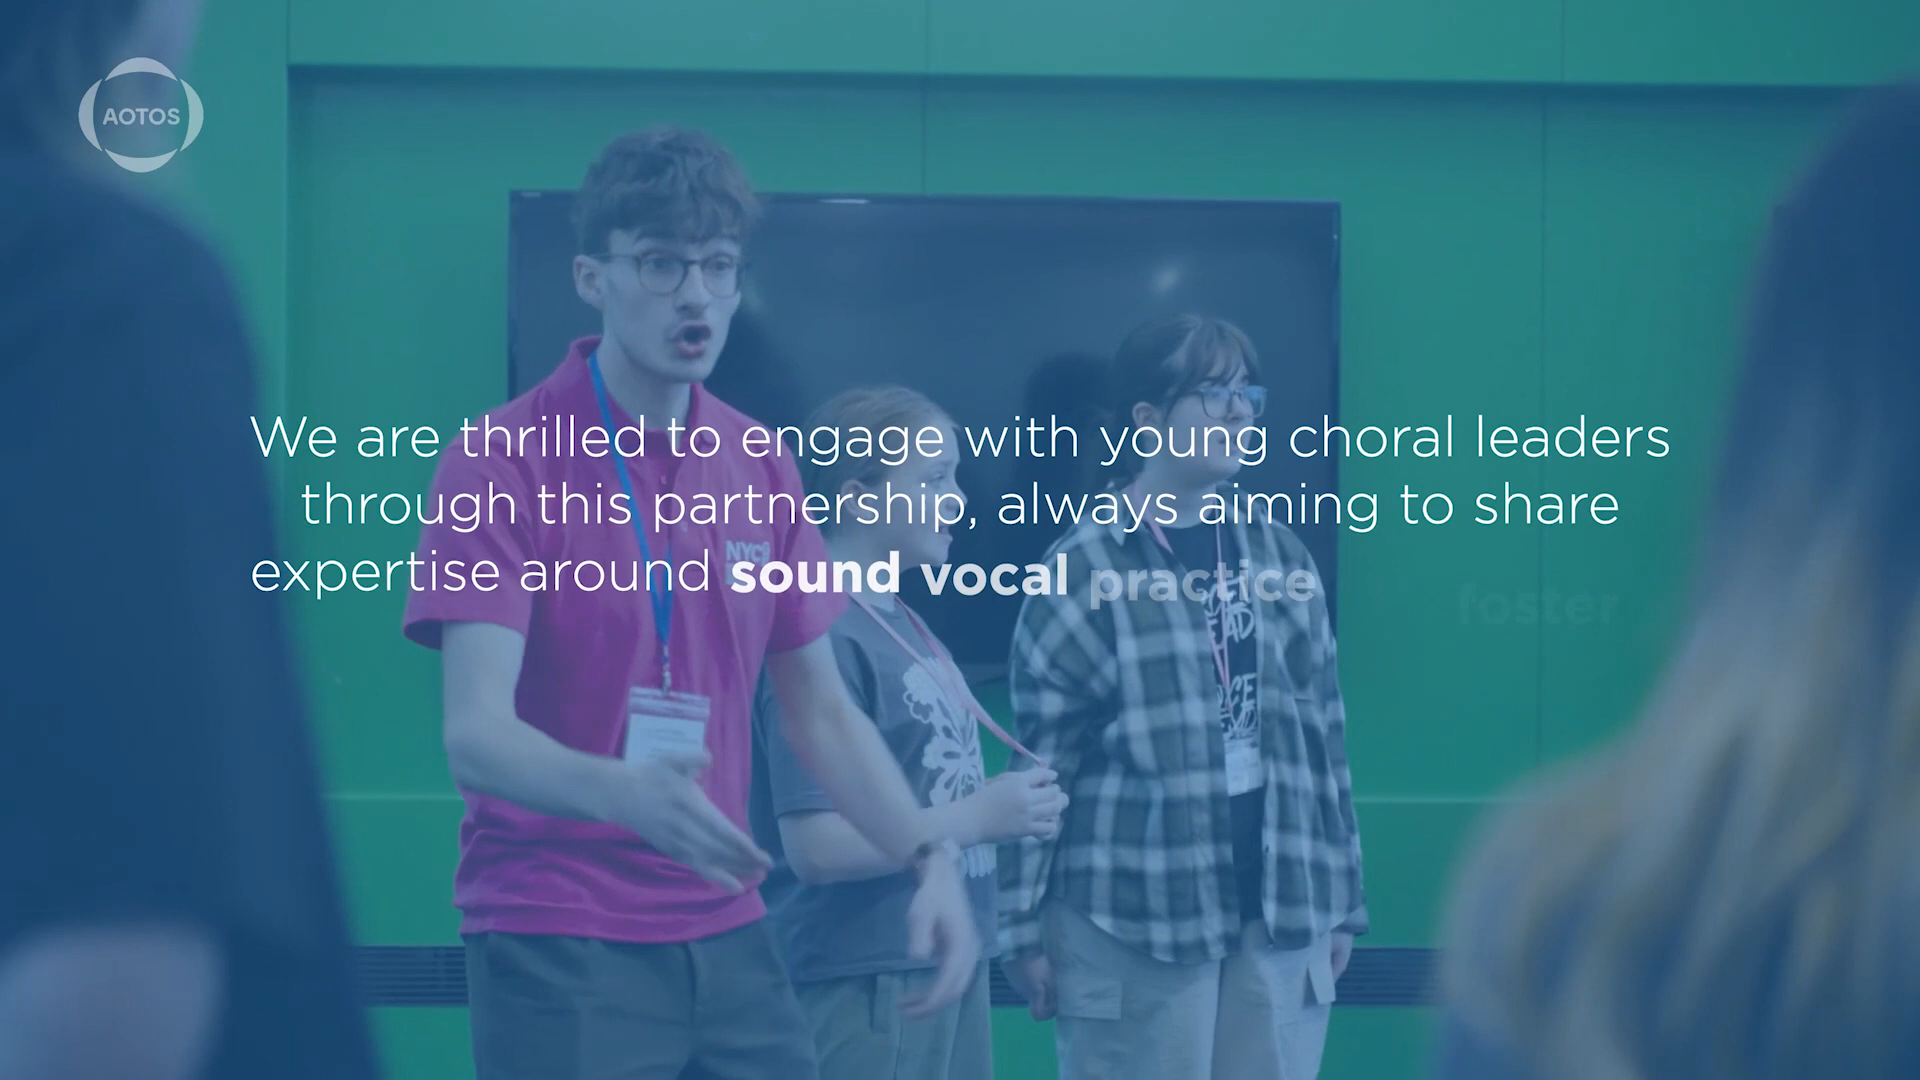 AOTOS
We are thrilled to engage with young choral leaders
through this partnership, always aiming to share
expertise around sound vocal practice foster
NYC